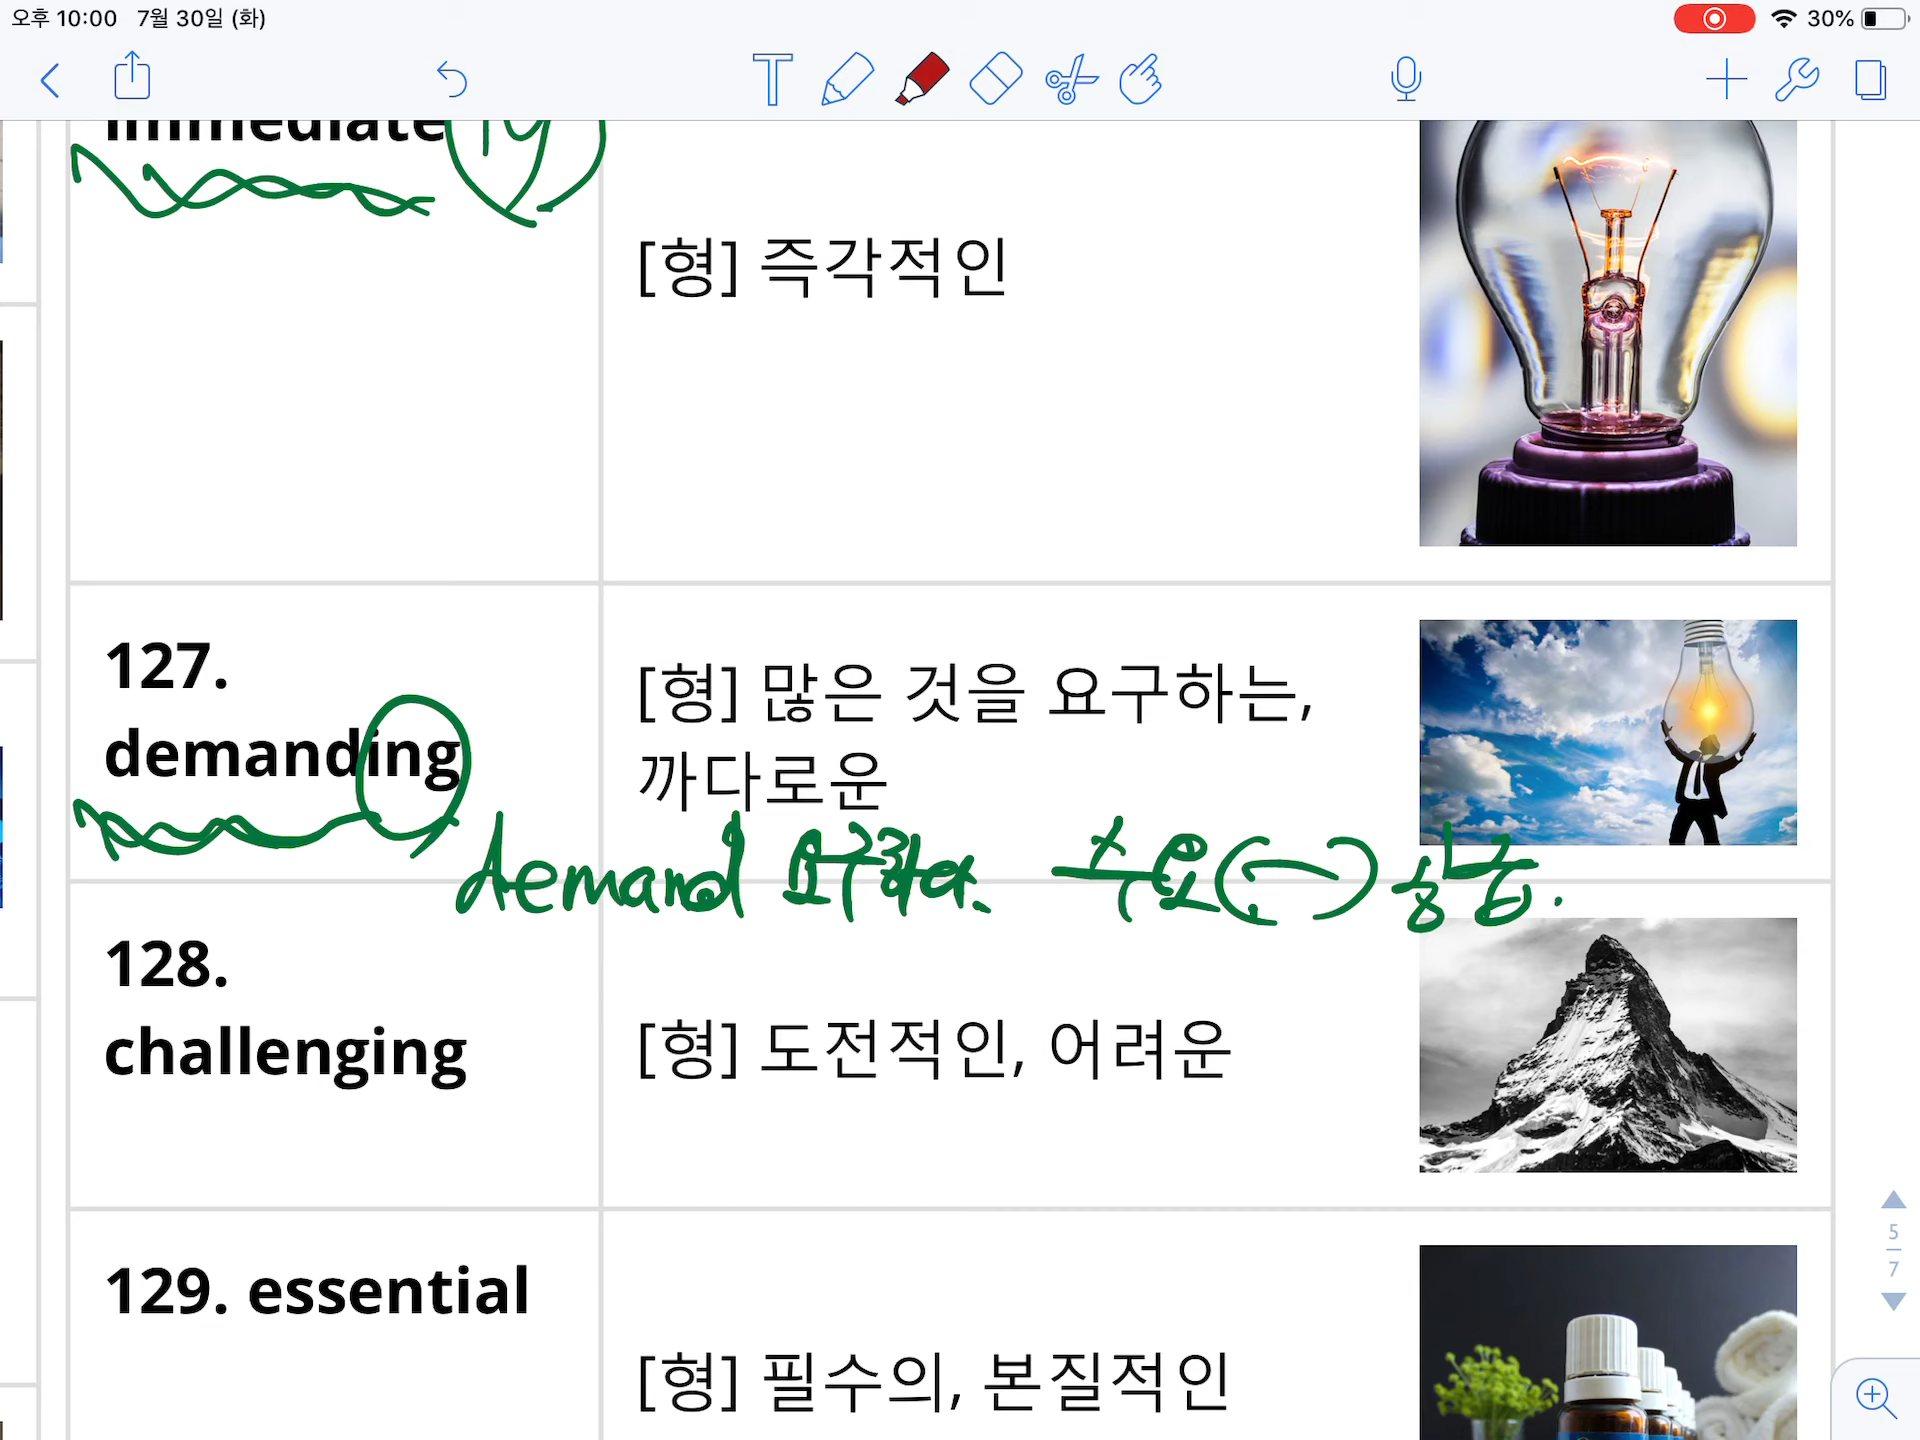 오후 10:00 7월 30일 (화)
30%
T
immediate ly
[형] 즉각적인
127.
demanding
[형] 많은 것을 요구하는,
까다로운
demand 요구하다. 수요( )
128.
challenging
[형] 도전적인, 어려운
129. essential
[형] 필수의, 본질적인
5
7